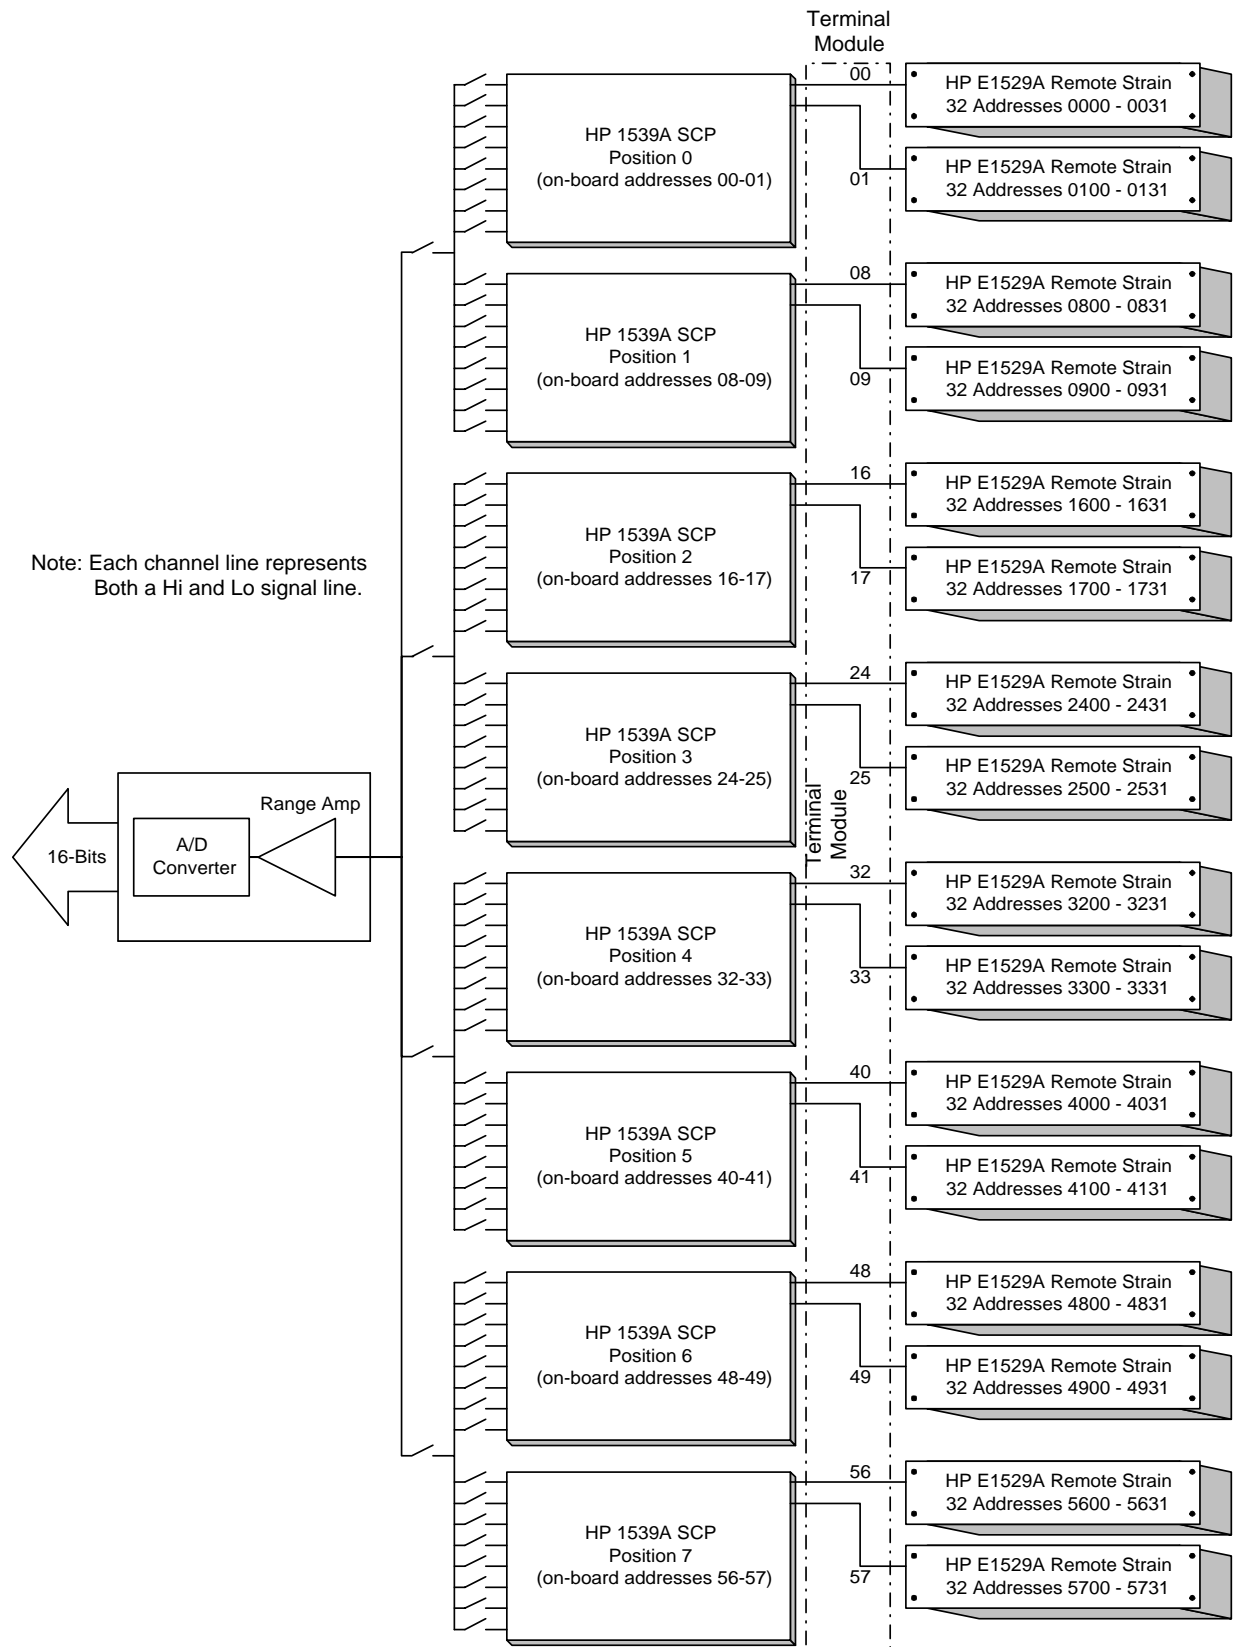 Terminal
Module
00
HP E1529A Remote Strain
32 Addresses 0000 - 0031
HP 1539A SCP
Position 0
(on-board addresses 00-01)
01
HP E1529A Remote Strain
32 Addresses 0100 - 0131
08
HP E1529A Remote Strain
32 Addresses 0800 - 0831
HP 1539A SCP
Position 1
(on-board addresses 08-09)
09
HP E1529A Remote Strain
32 Addresses 0900 - 0931
16
HP E1529A Remote Strain
32 Addresses 1600 - 1631
HP 1539A SCP
Position 2
(on-board addresses 16-17)
17
HP E1529A Remote Strain
32 Addresses 1700 - 1731
Note: Each channel line represents
Both a Hi and Lo signal line.
24
HP E1529A Remote Strain
32 Addresses 2400 - 2431
HP 1539A SCP
Position 3
(on-board addresses 24-25)
25
HP E1529A Remote Strain
32 Addresses 2500 - 2531
Terminal
Module
Range Amp
A/D
Converter
16-Bits
32
HP E1529A Remote Strain
32 Addresses 3200 - 3231
HP 1539A SCP
Position 4
(on-board addresses 32-33)
33
HP E1529A Remote Strain
32 Addresses 3300 - 3331
40
HP E1529A Remote Strain
32 Addresses 4000 - 4031
HP 1539A SCP
Position 5
(on-board addresses 40-41)
41
HP E1529A Remote Strain
32 Addresses 4100 - 4131
48
HP E1529A Remote Strain
32 Addresses 4800 - 4831
HP 1539A SCP
Position 6
(on-board addresses 48-49)
49
HP E1529A Remote Strain
32 Addresses 4900 - 4931
56
HP E1529A Remote Strain
32 Addresses 5600 - 5631
HP 1539A SCP
Position 7
(on-board addresses 56-57)
57
HP E1529A Remote Strain
32 Addresses 5700 - 5731